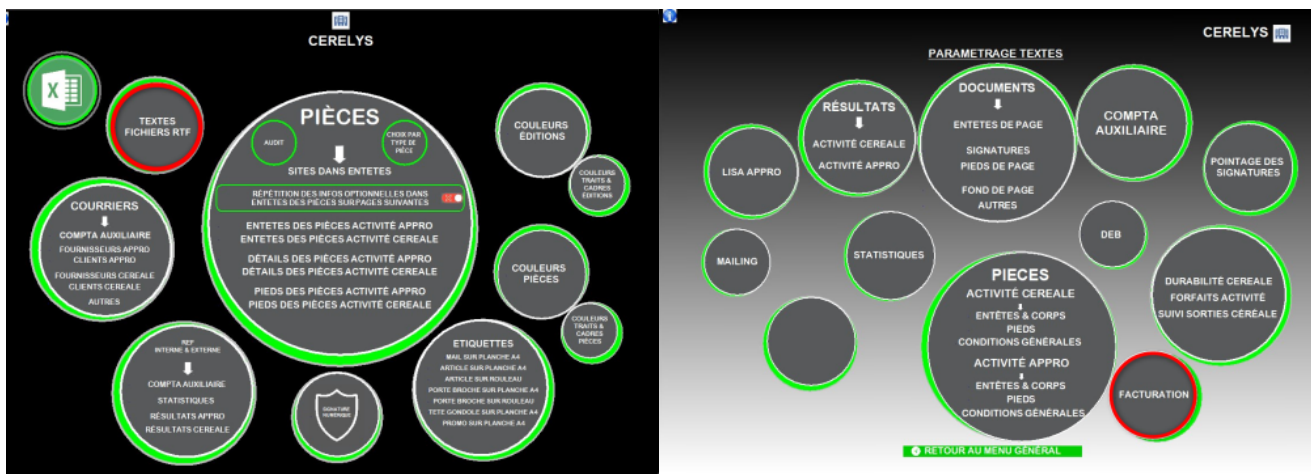 CERELYS
TEXTES
FICHIERS RTF
PIÈCES
AUDIT
CHOIX PAR
TYPE DE
PIÈCE
SITES DANS ENTETES
RÉPÉTITION DES INFOS OPTIONNELLES DANS
ENTETES DES PIÈCES SUR PAGES SUIVANTES
ENTETES DES PIÈCES ACTIVITÉ APPRO
ENTETES DES PIÈCES ACTIVITÉ CEREALE
DÉTAILS DES PIÈCES ACTIVITÉ APPRO
DÉTAILS DES PIÈCES ACTIVITÉ CEREALE
PIEDS DES PIÈCES ACTIVITÉ APPRO
PIEDS DES PIÈCES ACTIVITÉ CEREALE
COULEURS
ÉDITIONS
COULEURS
TRAITS &
CADRES
ÉDITIONS
COURRIERS
COMPTA AUXILIAIRE
FOURNISSEURS APPRO
CLIENTS APPRO
FOURNISSEURS CEREALE
CLIENTS CEREALE
AUTRES
COULEURS
PIÈCES
COULEURS
TRAITS &
CADRES
PIÈCES
REF
INTERNE & EXTERNE
COMPTA AUXILIAIRE
STATISTIQUES
RÉSULTATS APPRO
RÉSULTATS CEREALE
SIGNATURE
NUMÉRIQUE
ETIQUETTES
MAIL SUR PLANCHE A4
ARTICLE SUR PLANCHE A4
ARTICLE SUR ROULEAU
PORTE BROCHE SUR PLANCHE A4
PORTE BROCHE SUR ROULEAU
TETE GONDOLE SUR PLANCHE A4
PROMO SUR PLANCHE A4
CERELYS
PARAMETRAGE TEXTES
LISA APPRO
RÉSULTATS
ACTIVITÉ CEREALE
ACTIVITÉ APPRO
DOCUMENTS
ENTETES DE PAGE
SIGNATURES
PIEDS DE PAGE
FOND DE PAGE
AUTRES
COMPTA
AUXILIAIRE
POINTAGE DES
SIGNATURES
MAILING
STATISTIQUES
DEB
PIECES
ACTIVITÉ CEREALE
ENTÊTES & CORPS
PIEDS
CONDITIONS GÉNÉRALES
ACTIVITÉ APPRO
ENTÊTES & CORPS
PIEDS
CONDITIONS GÉNÉRALES
DURABILITÉ CEREALE
FORFAITS ACTIVITÉ
SUIVI SORTIES CÉRÉALE
FACTURATION
RETOUR AU MENU GÉNÉRAL